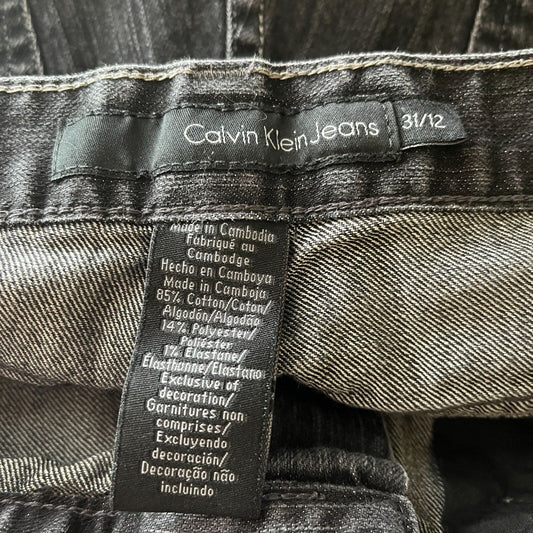 Calvin Klein Jeans
31/12
Made in Cambodia
Fabriqué au
Cambodge
Hecho en Camboya
Made in Camboja
85% Cotton/Coton/
Algodón/Algodão
14% Polyester/
Poliéster
1% Elastane/
Élasthanne/Elastano
Exclusive of
decoration/
Garnitures non
comprises/
Excluyendo
decoración/
Decoração não
incluindo